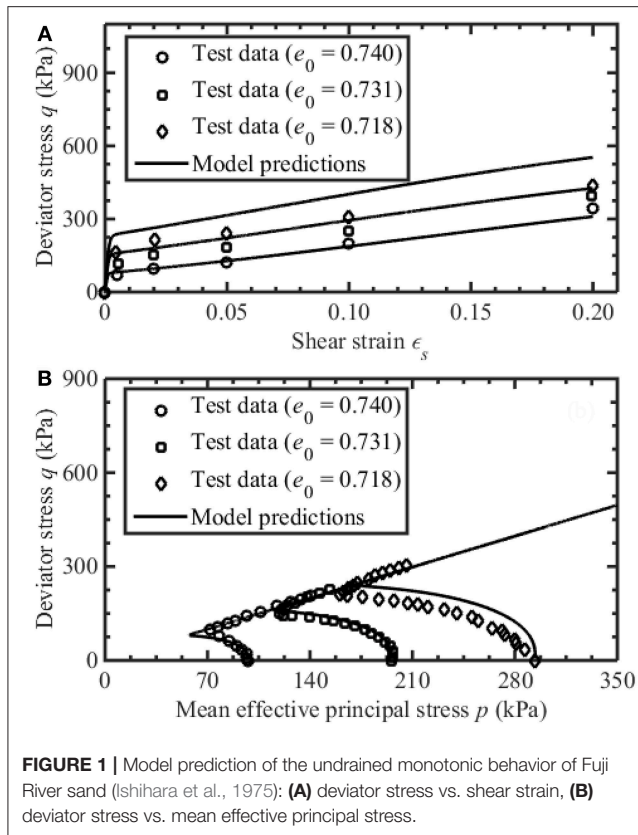 A
Deviator stress q (kPa)
900
600
300
0
Test data (e₀ = 0.740)
Test data (e₀ = 0.731)
Test data (e₀ = 0.718)
Model predictions
0 0.05 0.10 0.15 0.20
Shear strain ϵₛ
B
Deviator stress q (kPa)
900
600
300
0
Test data (e₀ = 0.740)
Test data (e₀ = 0.731)
Test data (e₀ = 0.718)
Model predictions
(b)
0 70 140 210 280 350
Mean effective principal stress p (kPa)
FIGURE 1 | Model prediction of the undrained monotonic behavior of Fuji
River sand (Ishihara et al., 1975): (A) deviator stress vs. shear strain, (B)
deviator stress vs. mean effective principal stress.